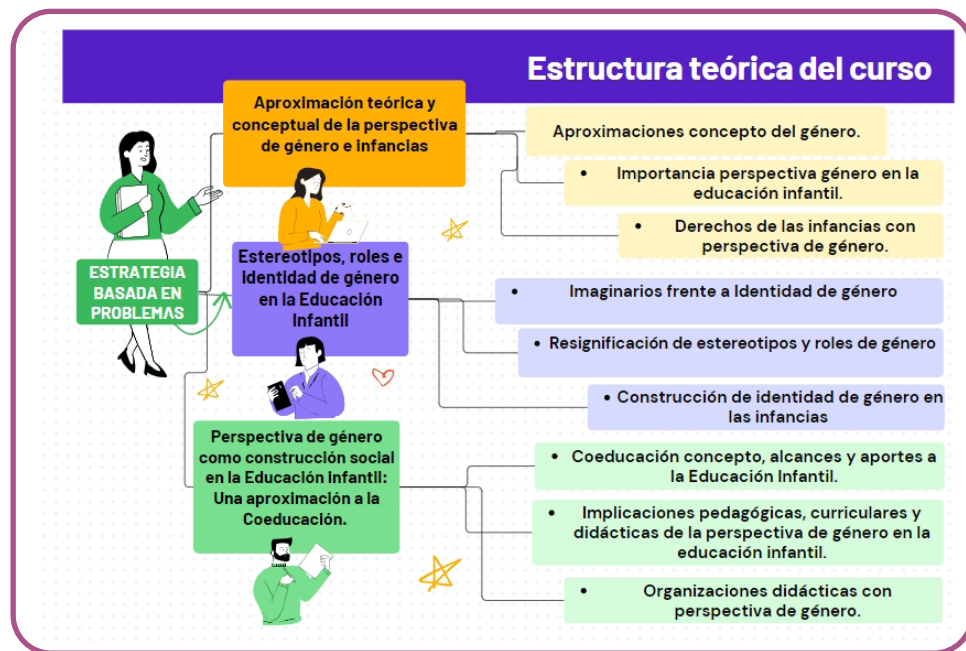 Estructura teórica del curso
Aproximación teórica y
conceptual de la perspectiva
de género e infancias
Aproximaciones concepto del género.
• Importancia perspectiva género en la
educación infantil.
• Derechos de las infancias con
perspectiva de género.
ESTRATEGIA
BASADA EN
PROBLEMAS
Estereotipos, roles e
Identidad de género
en la Educación
Infantil
• Imaginarios frente a Identidad de género
• Resignificación de estereotipos y roles de género
• Construcción de identidad de género en
las infancias
Perspectiva de género
como construcción social
en la Educación Infantil:
Una aproximación a la
Coeducación.
• Coeducación concepto, alcances y aportes a
la Educación Infantil.
• Implicaciones pedagógicas, curriculares y
didácticas de la perspectiva de género en la
educación infantil.
• Organizaciones didácticas con
perspectiva de género.